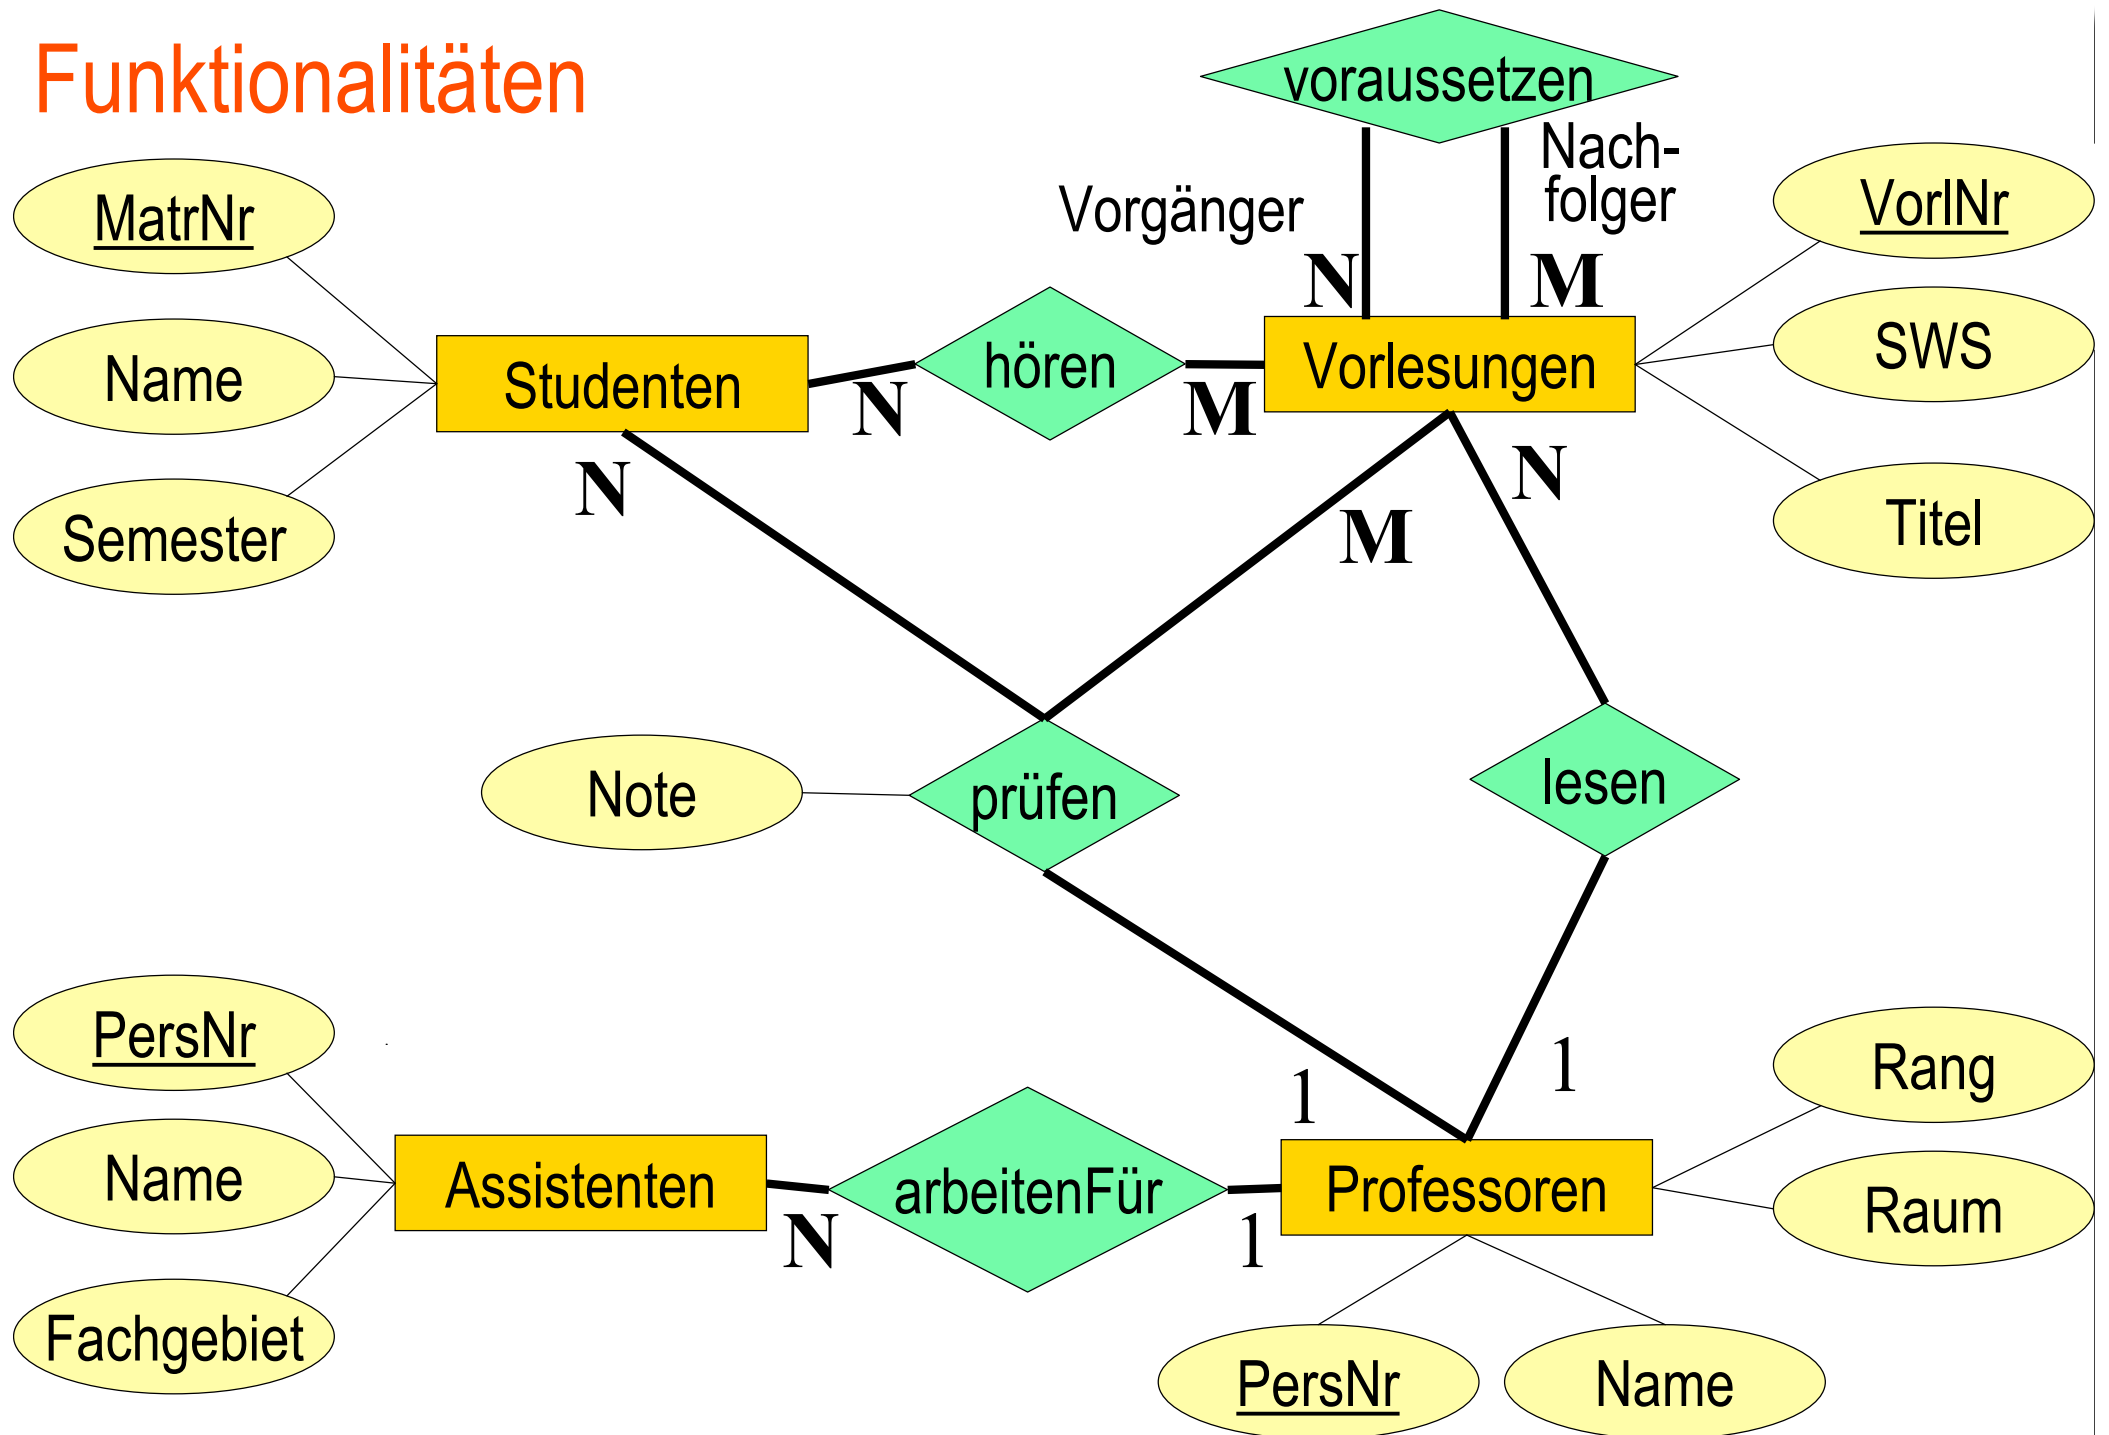 Funktionalitäten
voraussetzen
Vorgänger
Nach-
folger
N
M
MatrNr
Name
Semester
Studenten
N
hören
M
Vorlesungen
VorlNr
SWS
Titel
N
M
N
Note
prüfen
lesen
1
1
PersNr
Name
Fachgebiet
Assistenten
N
arbeitenFür
1
Professoren
Rang
Raum
PersNr
Name